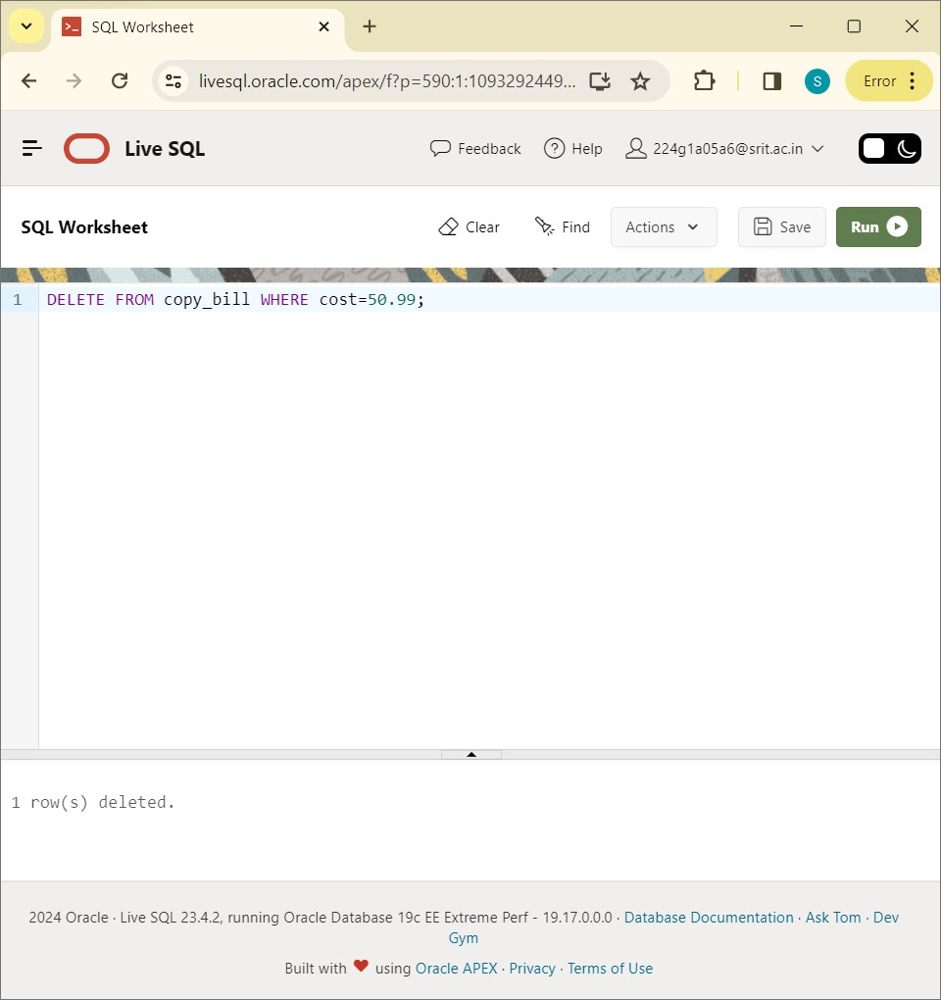 SQL Worksheet
livesql.oracle.com/apex/f?p=590:1:1093292449...
S
Error
Live SQL
Feedback
Help
224g1a05a6@srit.ac.in
SQL Worksheet
Clear
Find
Actions
Save
Run
1 DELETE FROM copy_bill WHERE cost=50.99;
1 row(s) deleted.
2024 Oracle · Live SQL 23.4.2, running Oracle Database 19c EE Extreme Perf - 19.17.0.0.0 · Database Documentation · Ask Tom · Dev
Gym
Built with ❤ using Oracle APEX · Privacy · Terms of Use